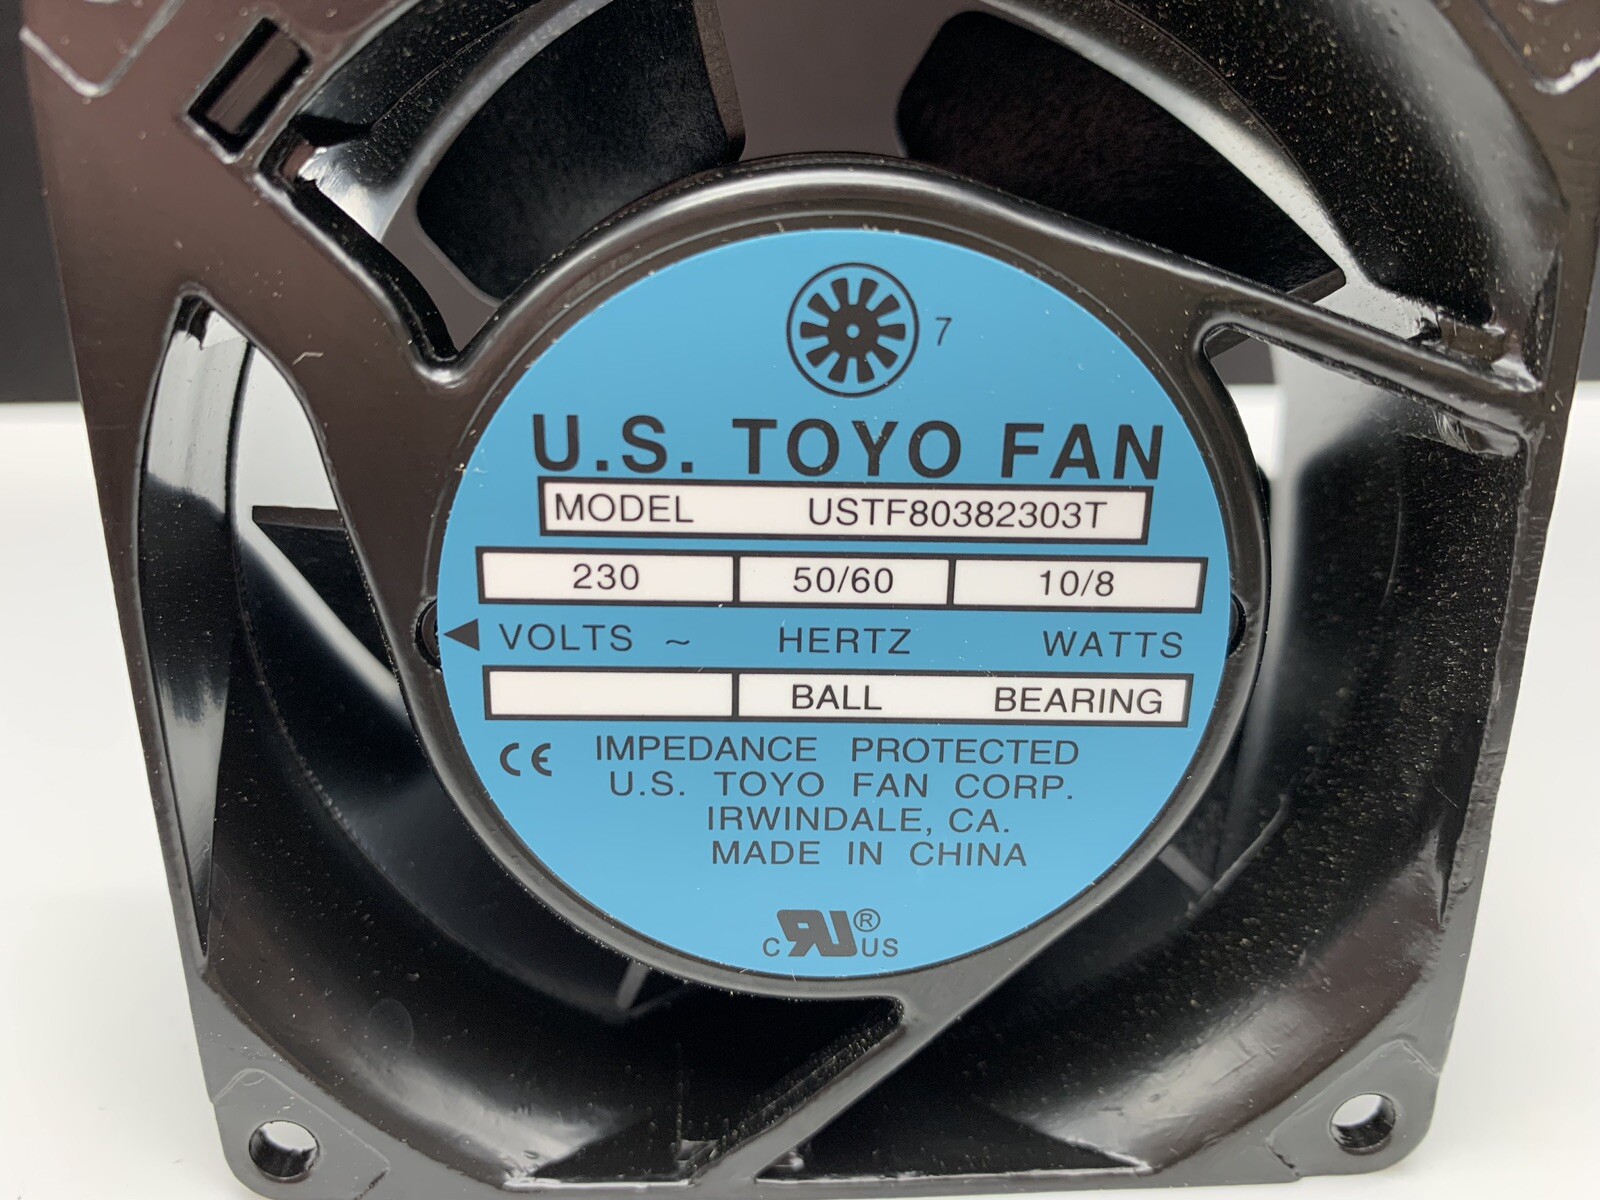 7
U.S. TOYO FAN
MODEL USTF80382303T
230 50/60 10/8
◀ VOLTS ~ HERTZ WATTS
BALL BEARING
CE IMPEDANCE PROTECTED
U.S. TOYO FAN CORP.
IRWINDALE, CA.
MADE IN CHINA
C RU® US